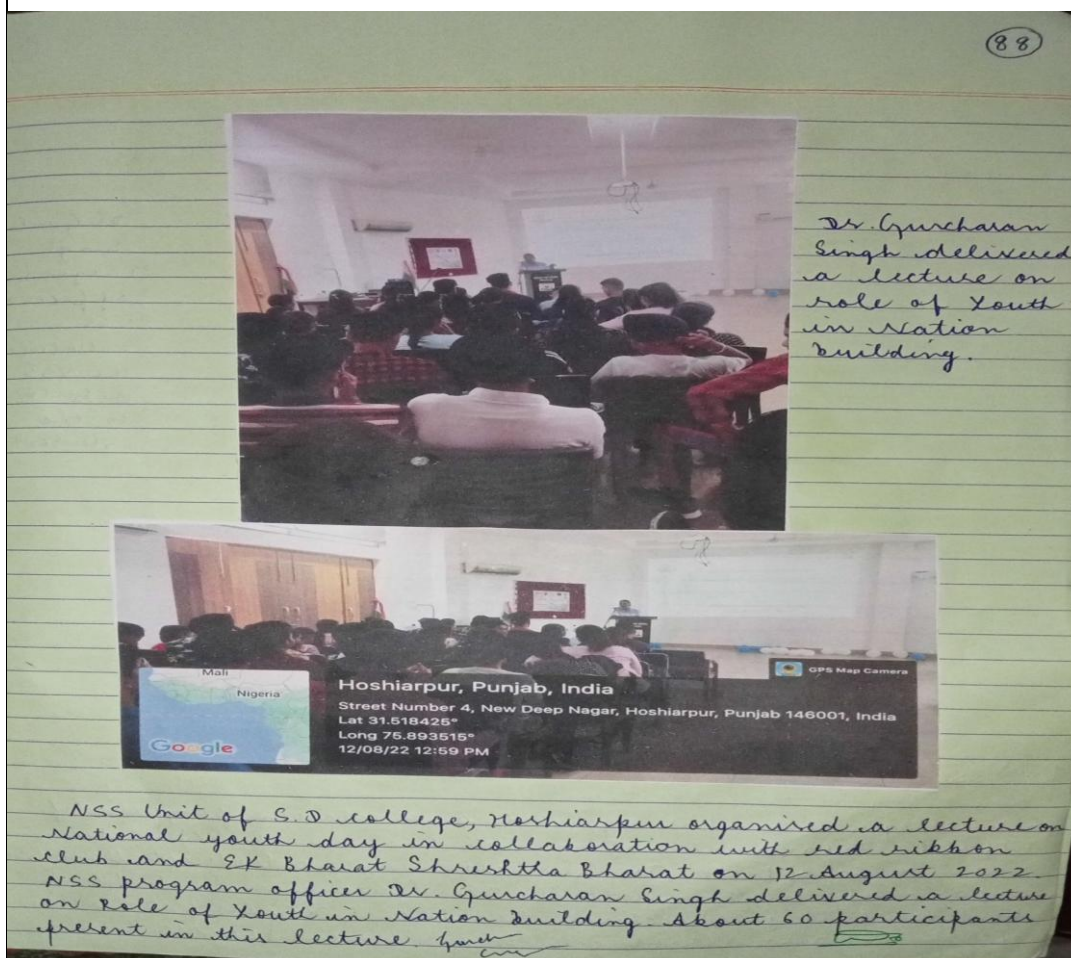 88
Dr. Gurcharan
Singh delivered
a lecture on
role of Youth
in Nation
building.
GPS Map Camera
Mali
Nigeria
Google
Hoshiarpur, Punjab, India
Street Number 4, New Deep Nagar, Hoshiarpur, Punjab 146001, India
Lat 31.518425°
Long 75.893515°
12/08/22 12:59 PM
NSS Unit of S.D college, Hoshiarpur organised a lecture on
National youth day in collaboration with red ribbon
club and EK Bharat Shreshtha Bharat on 12 August 2022.
NSS program officer Dr. Gurcharan Singh delivered a lecture
on Role of Youth in Nation building. About 60 participants
present in this lecture.